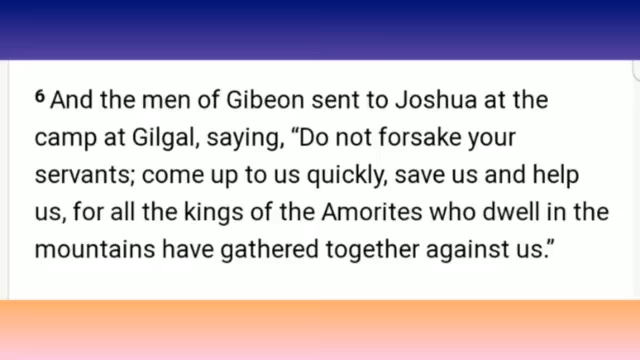 6 And the men of Gibeon sent to Joshua at the
camp at Gilgal, saying, “Do not forsake your
servants; come up to us quickly, save us and help
us, for all the kings of the Amorites who dwell in the
mountains have gathered together against us.”